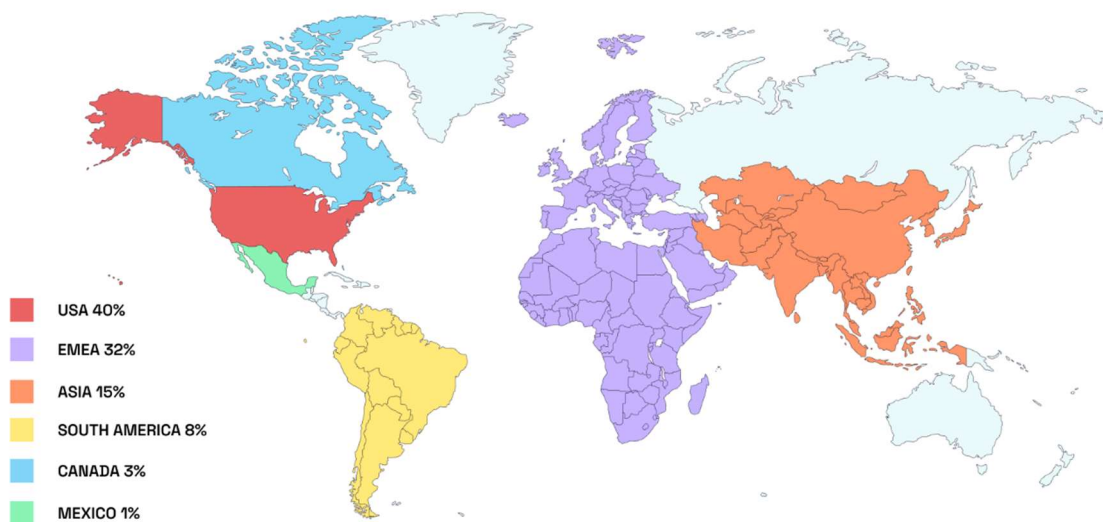 USA 40%
EMEA 32%
ASIA 15%
SOUTH AMERICA 8%
CANADA 3%
MEXICO 1%